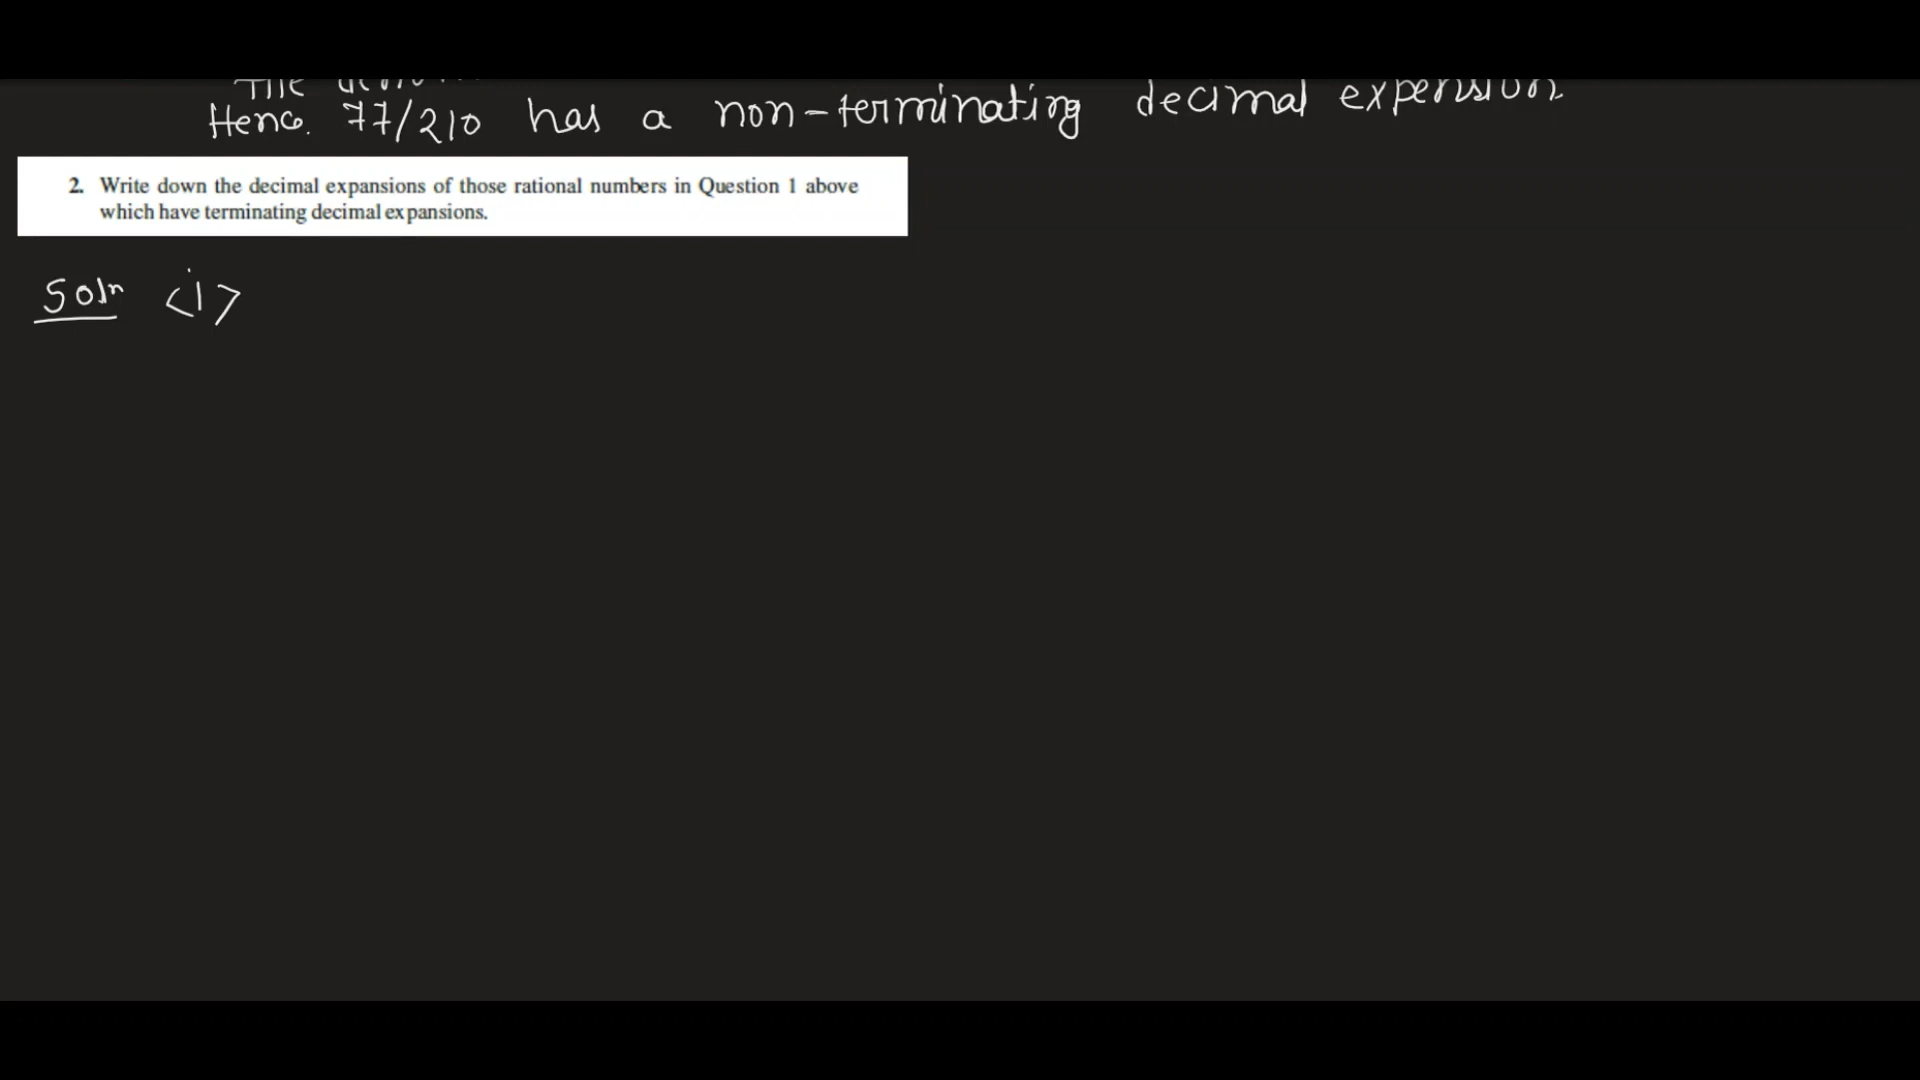 The
Henc. 77/210 has a non-terminating decimal expension
2. Write down the decimal expansions of those rational numbers in Question 1 above
which have terminating decimal expansions.
Soln <i>